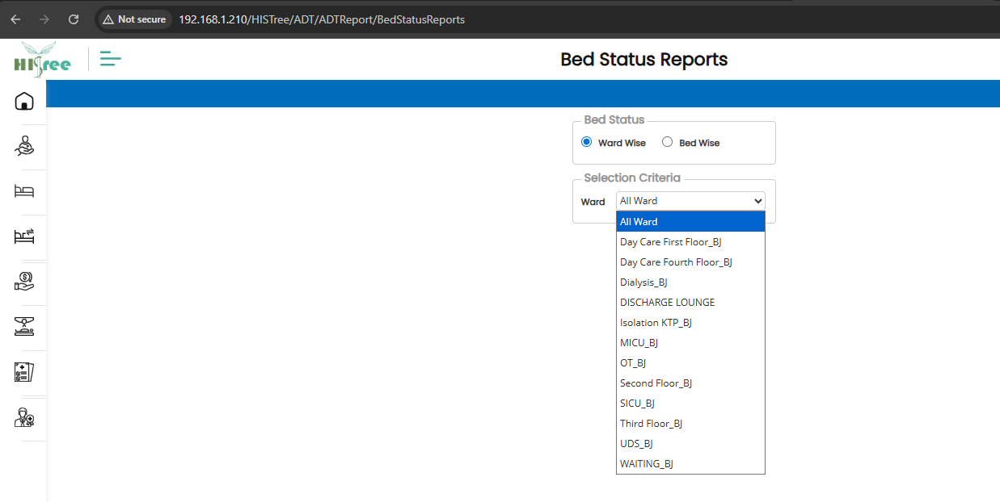 Not secure 192.168.1.210/HISTree/ADT/ADTReport/BedStatusReports
HISTree
Bed Status Reports
Bed Status
Ward Wise Bed Wise
Selection Criteria
Ward All Ward
All Ward
Day Care First Floor_BJ
Day Care Fourth Floor_BJ
Dialysis_BJ
DISCHARGE LOUNGE
Isolation KTP_BJ
MICU_BJ
OT_BJ
Second Floor_BJ
SICU_BJ
Third Floor_BJ
UDS_BJ
WAITING_BJ